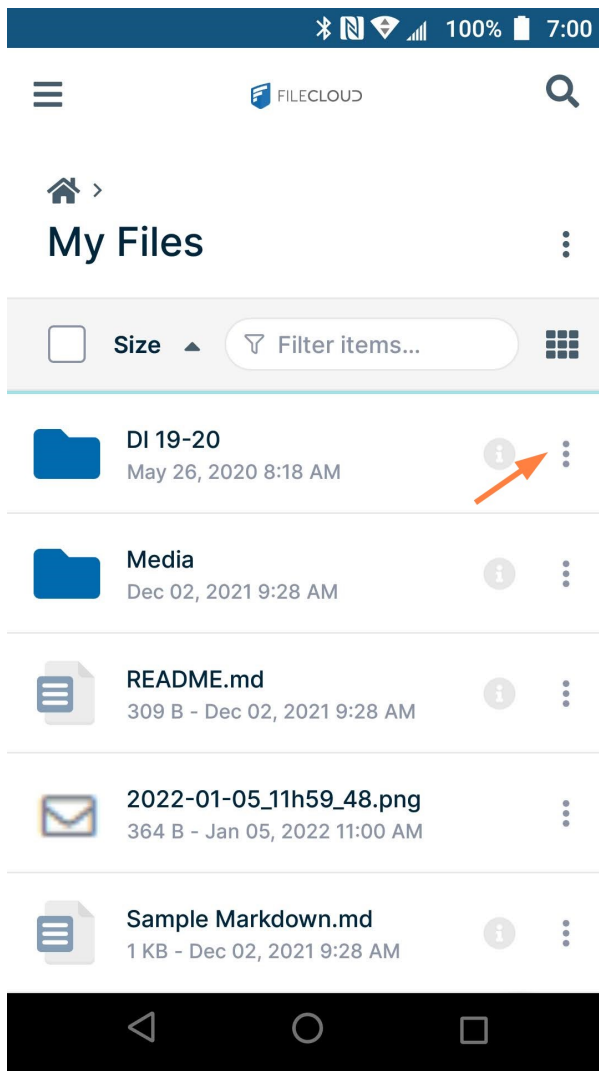 100% 7:00
FILECLOUD
My Files
Size Filter items...
DI 19-20
May 26, 2020 8:18 AM
Media
Dec 02, 2021 9:28 AM
README.md
309 B - Dec 02, 2021 9:28 AM
2022-01-05_11h59_48.png
364 B - Jan 05, 2022 11:00 AM
Sample Markdown.md
1 KB - Dec 02, 2021 9:28 AM